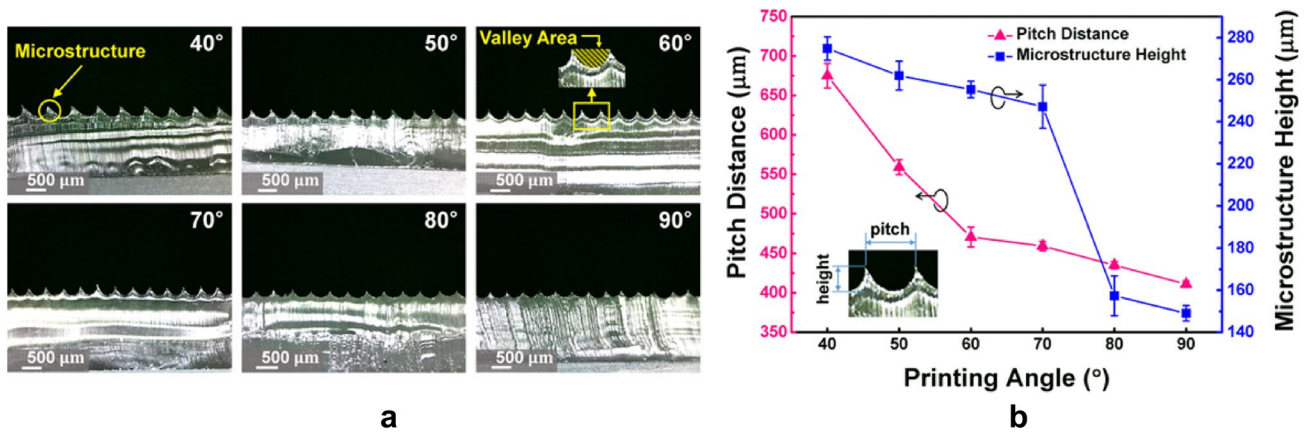 40°
Microstructure
500 μm
50°
500 μm
60°
Valley Area
500 μm
70°
500 μm
80°
500 μm
90°
500 μm
a
Pitch Distance (μm)
750
700
650
600
550
500
450
400
350
Pitch Distance
Microstructure Height
pitch
height
280
260
240
220
200
180
160
140
Microstructure Height (μm)
40 50 60 70 80 90
Printing Angle (°)
b